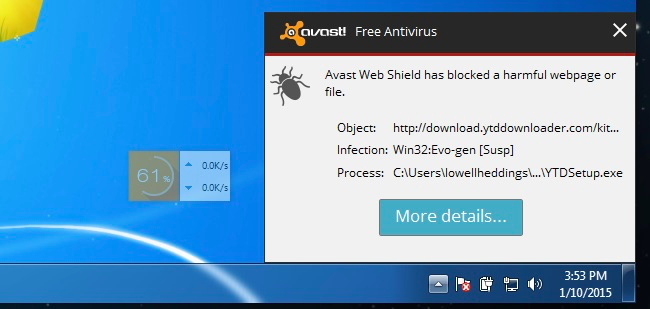 avast! Free Antivirus
Avast Web Shield has blocked a harmful webpage or
file.
Object: http://download.ytddownloader.com/kit...
Infection: Win32:Evo-gen [Susp]
Process: C:\Users\lowellheddings\...\YTDSetup.exe
More details...
61%
0.0K/s
0.0K/s
3:53 PM
1/10/2015